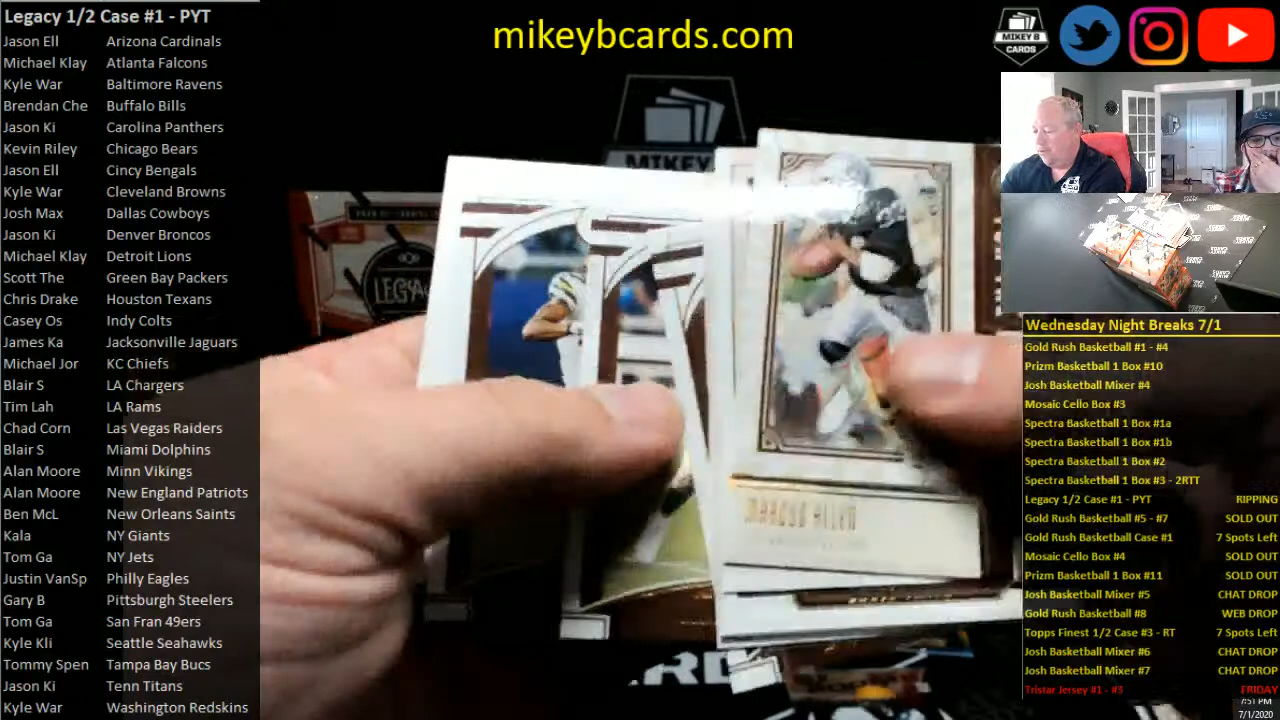 Legacy 1/2 Case #1 - PYT
Jason Ell Arizona Cardinals
Michael Klay Atlanta Falcons
Kyle War Baltimore Ravens
Brendan Che Buffalo Bills
Jason Ki Carolina Panthers
Kevin Riley Chicago Bears
Jason Ell Cincy Bengals
Kyle War Cleveland Browns
Josh Max Dallas Cowboys
Jason Ki Denver Broncos
Michael Klay Detroit Lions
Scott The Green Bay Packers
Chris Drake Houston Texans
Casey Os Indy Colts
James Ka Jacksonville Jaguars
Michael Jor KC Chiefs
Blair S LA Chargers
Tim Lah LA Rams
Chad Corn Las Vegas Raiders
Blair S Miami Dolphins
Alan Moore Minn Vikings
Alan Moore New England Patriots
Ben McL New Orleans Saints
Kala NY Giants
Tom Ga NY Jets
Justin VanSp Philly Eagles
Gary B Pittsburgh Steelers
Tom Ga San Fran 49ers
Kyle Kli Seattle Seahawks
Tommy Spen Tampa Bay Bucs
Jason Ki Tenn Titans
Kyle War Washington Redskins
mikeybcards.com
MIKEY B
CARDS
MIKEY
LEGA
MARCUS ALLEN
Wednesday Night Breaks 7/1
Gold Rush Basketball #1 - #4
Prizm Basketball 1 Box #10
Josh Basketball Mixer #4
Mosaic Cello Box #3
Spectra Basketball 1 Box #1a
Spectra Basketball 1 Box #1b
Spectra Basketball 1 Box #2
Spectra Basketball 1 Box #3 - 2RTT
Legacy 1/2 Case #1 - PYT RIPPING
Gold Rush Basketball #5 - #7 SOLD OUT
Gold Rush Basketball Case #1 7 Spots Left
Mosaic Cello Box #4 SOLD OUT
Prizm Basketball 1 Box #11 SOLD OUT
Josh Basketball Mixer #5 CHAT DROP
Gold Rush Basketball #8 WEB DROP
Topps Finest 1/2 Case #3 - RT 7 Spots Left
Josh Basketball Mixer #6 CHAT DROP
Josh Basketball Mixer #7 CHAT DROP
Tristar Jersey #1 - #3 FRIDAY
7:51 PM
7/1/2020